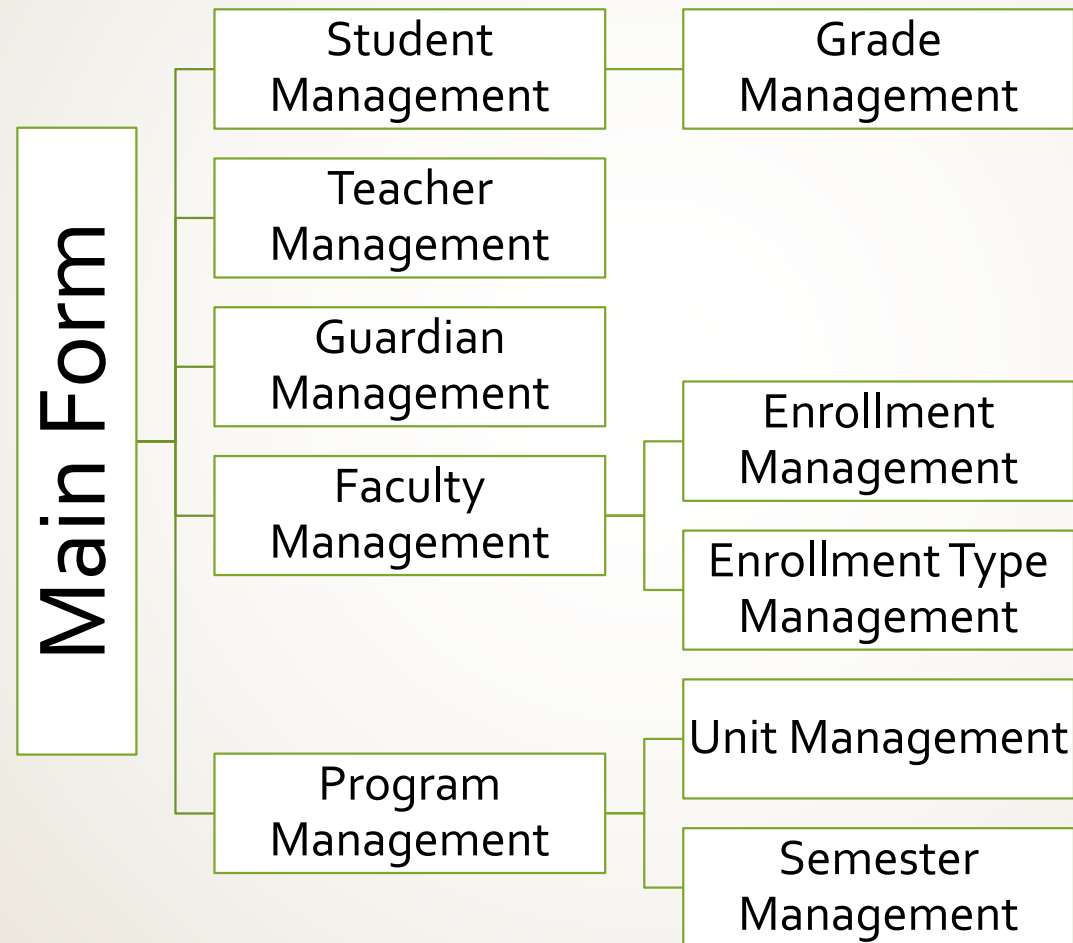 Main Form
Student
Management
Grade
Management
Teacher
Management
Guardian
Management
Faculty
Management
Enrollment
Management
Enrollment Type
Management
Program
Management
Unit Management
Semester
Management